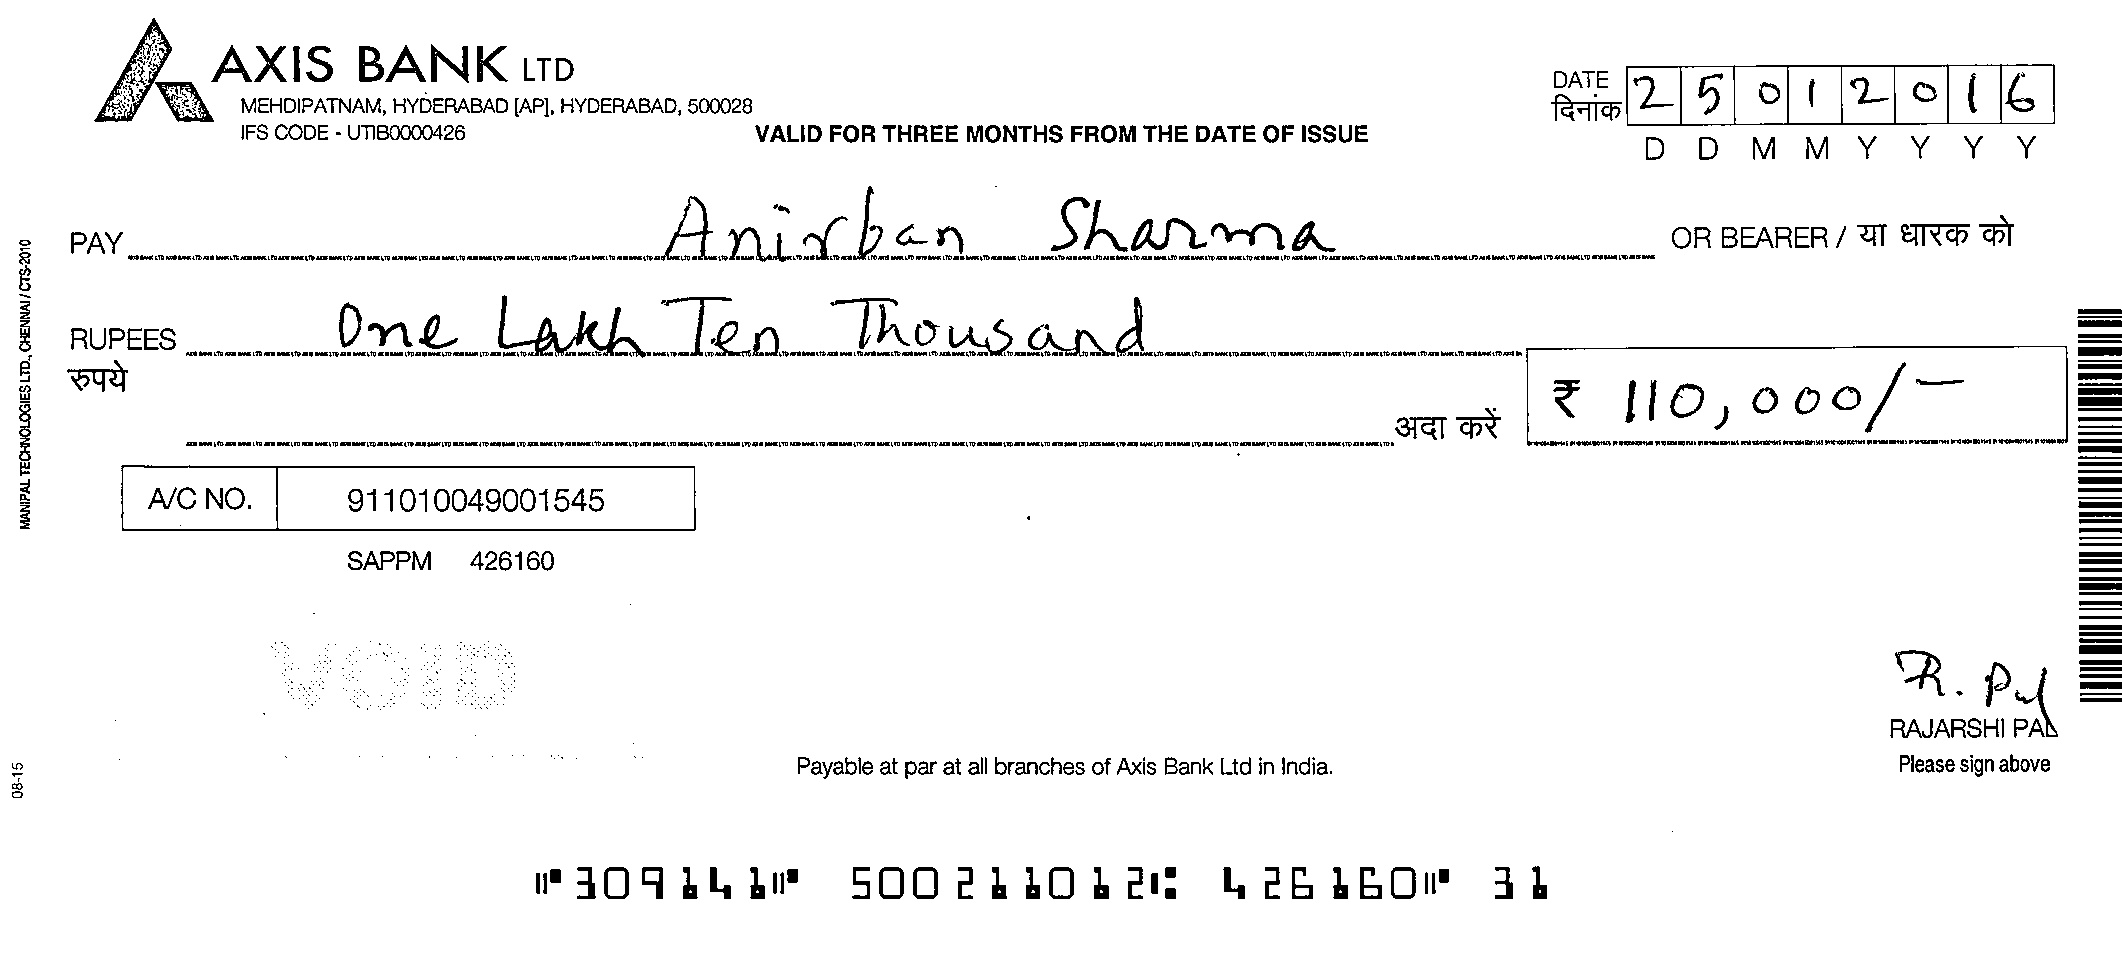 AXIS BANK LTD
MEHDIPATNAM, HYDERABAD [AP], HYDERABAD, 500028
IFS CODE - UTIB0000426
VALID FOR THREE MONTHS FROM THE DATE OF ISSUE
DATE 2 5 0 1 2 0 1 6
दिनांक
D D M M Y Y Y Y
PAY Anirban Sharma OR BEARER / या धारक को
RUPEES One Lakh Ten Thousand
रुपये
अदा करें ₹ 110,000/-
A/C NO. 911010049001545
SAPPM 426160
VOID
R. Pal
RAJARSHI PAL
Please sign above
Payable at par at all branches of Axis Bank Ltd in India.
⑈309141⑈ 500211012⑆ 426160⑈ 31
MANIPAL TECHNOLOGIES LTD., CHENNAI / CTS-2010
08-15